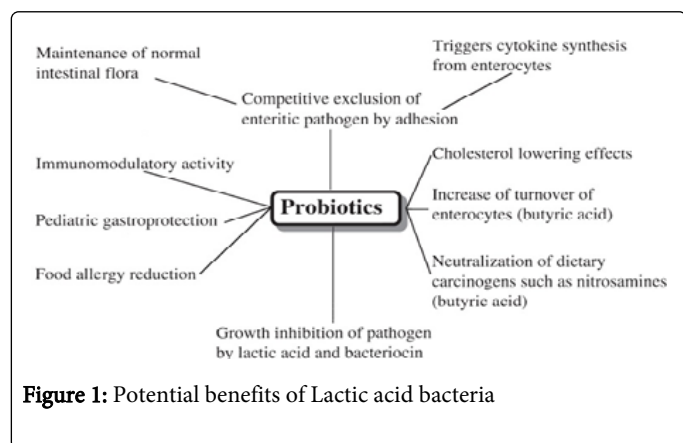 Maintenance of normal
intestinal flora
Triggers cytokine synthesis
from enterocytes
Competitive exclusion of
enteritic pathogen by adhesion
Immunomodulatory activity
Pediatric gastroprotection
Food allergy reduction
Probiotics
Cholesterol lowering effects
Increase of turnover of
enterocytes (butyric acid)
Neutralization of dietary
carcinogens such as nitrosamines
(butyric acid)
Growth inhibition of pathogen
by lactic acid and bacteriocin
Figure 1: Potential benefits of Lactic acid bacteria